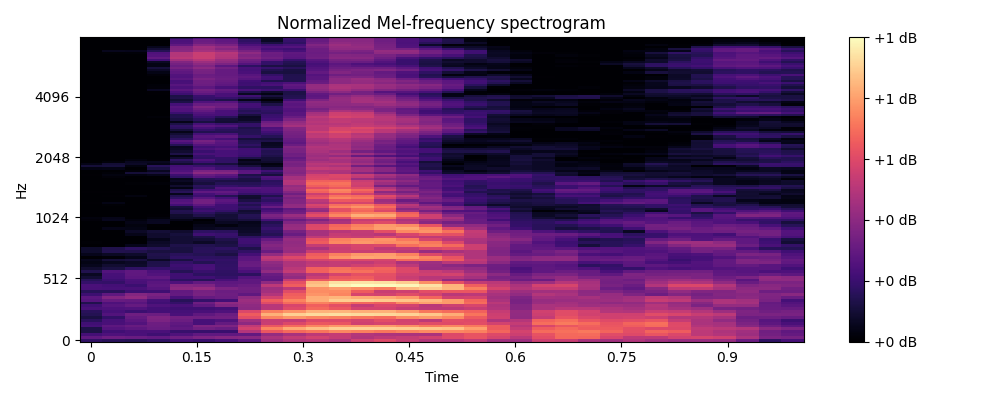 Normalized Mel-frequency spectrogram
Hz
4096
2048
1024
512
0
0 0.15 0.3 0.45 0.6 0.75 0.9
Time
+1 dB
+1 dB
+1 dB
+0 dB
+0 dB
+0 dB